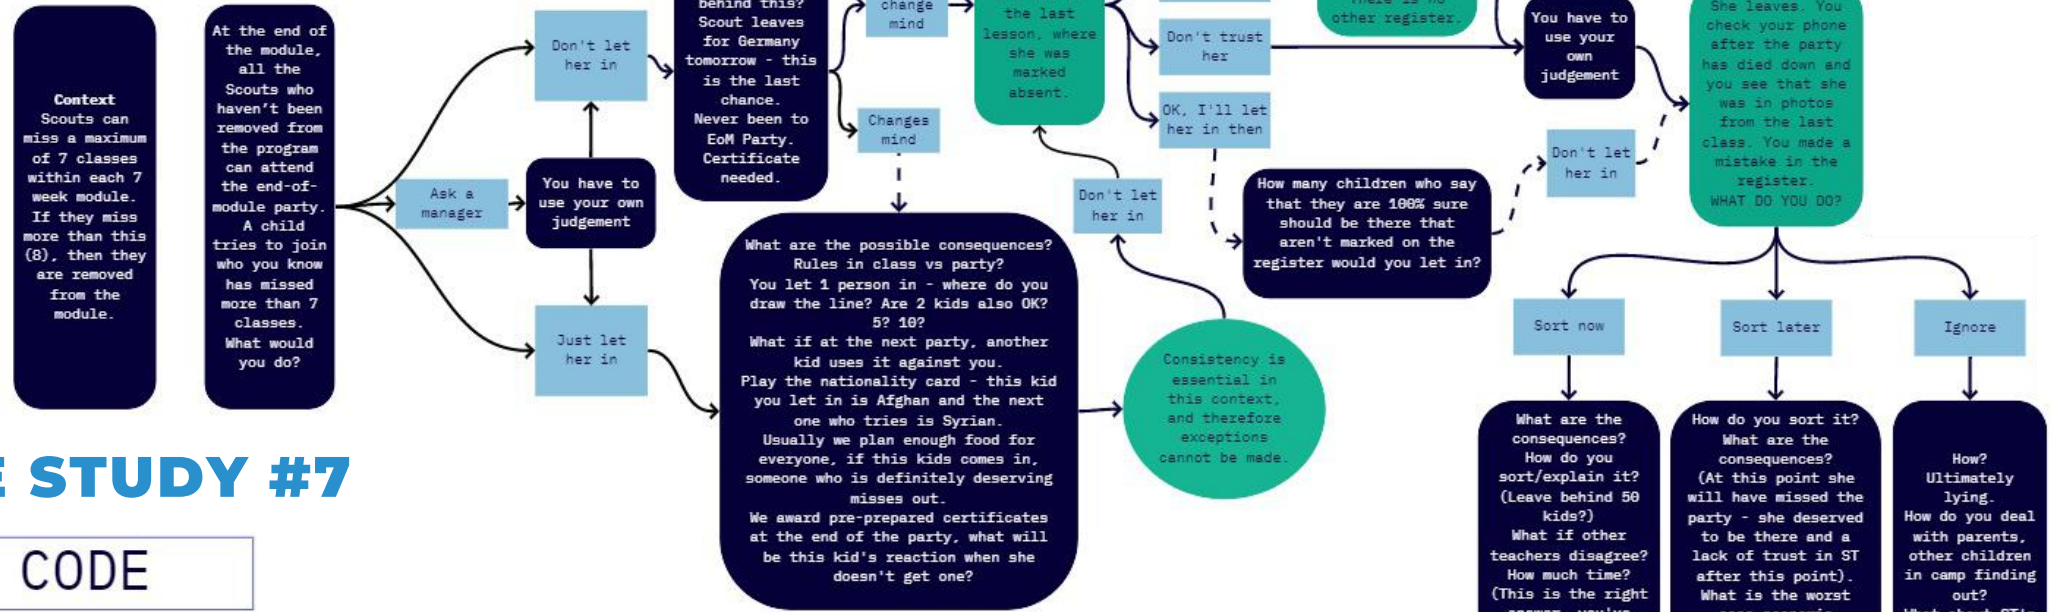 Context
Scouts can
miss a maximum
of 7 classes
within each 7
week module.
If they miss
more than this
(8), then they
are removed
from the
module.
At the end of
the module,
all the
Scouts who
haven't been
removed from
the program
can attend
the end-of-
module party.
A child
tries to join
who you know
has missed
more than 7
classes.
What would
you do?
Ask a
manager
Don't let
her in
You have to
use your own
judgement
Just let
her in
behind this?
Scout leaves
for Germany
tomorrow - this
is the last
chance.
Never been to
EoM Party.
Certificate
needed.
change
mind
Changes
mind
What are the possible consequences?
Rules in class vs party?
You let 1 person in - where do you
draw the line? Are 2 kids also OK?
5? 10?
What if at the next party, another
kid uses it against you.
Play the nationality card - this kid
you let in is Afghan and the next
one who tries is Syrian.
Usually we plan enough food for
everyone, if this kids comes in,
someone who is definitely deserving
misses out.
We award pre-prepared certificates
at the end of the party, what will
be this kid's reaction when she
doesn't get one?
the last
lesson, where
she was
marked
absent.
Don't let
her in
Consistency is
essential in
this context,
and therefore
exceptions
cannot be made.
Don't trust
her
OK, I'll let
her in then
How many children who say
that they are 100% sure
should be there that
aren't marked on the
register would you let in?
There is no
other register.
You have to
use your
own
judgement
Don't let
her in
She leaves. You
check your phone
after the party
has died down and
you see that she
was in photos
from the last
class. You made a
mistake in the
register.
WHAT DO YOU DO?
Sort now
Sort later
Ignore
What are the
consequences?
How do you
sort/explain it?
(Leave behind 50
kids?)
What if other
teachers disagree?
How much time?
(This is the right
How do you sort it?
What are the
consequences?
(At this point she
will have missed the
party - she deserved
to be there and a
lack of trust in ST
after this point).
What is the worst
How?
Ultimately
lying.
How do you deal
with parents,
other children
in camp finding
out?
E STUDY #7
CODE